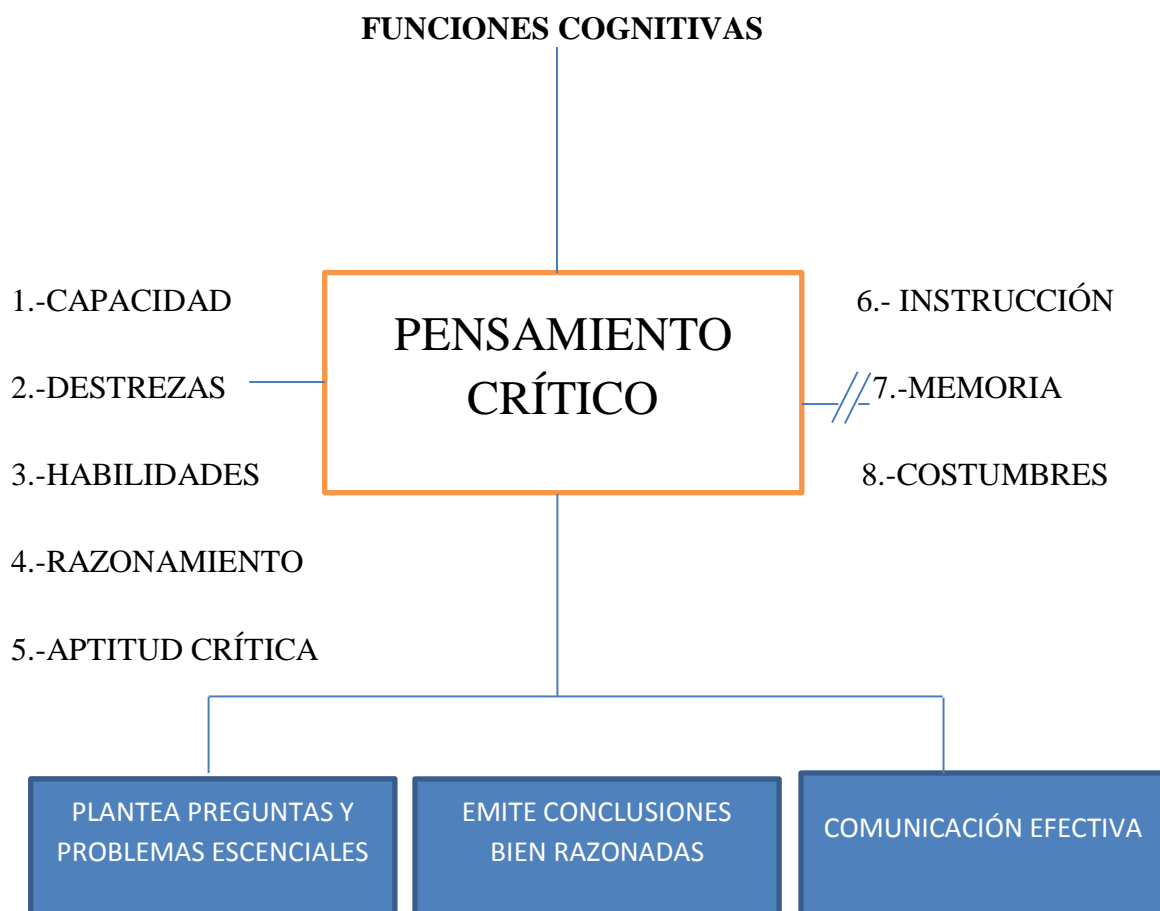 FUNCIONES COGNITIVAS
1.-CAPACIDAD
2.-DESTREZAS
3.-HABILIDADES
4.-RAZONAMIENTO
5.-APTITUD CRÍTICA
PENSAMIENTO
CRÍTICO
6.- INSTRUCCIÓN
7.-MEMORIA
8.-COSTUMBRES
PLANTEA PREGUNTAS Y
PROBLEMAS ESCENCIALES
EMITE CONCLUSIONES
BIEN RAZONADAS
COMUNICACIÓN EFECTIVA